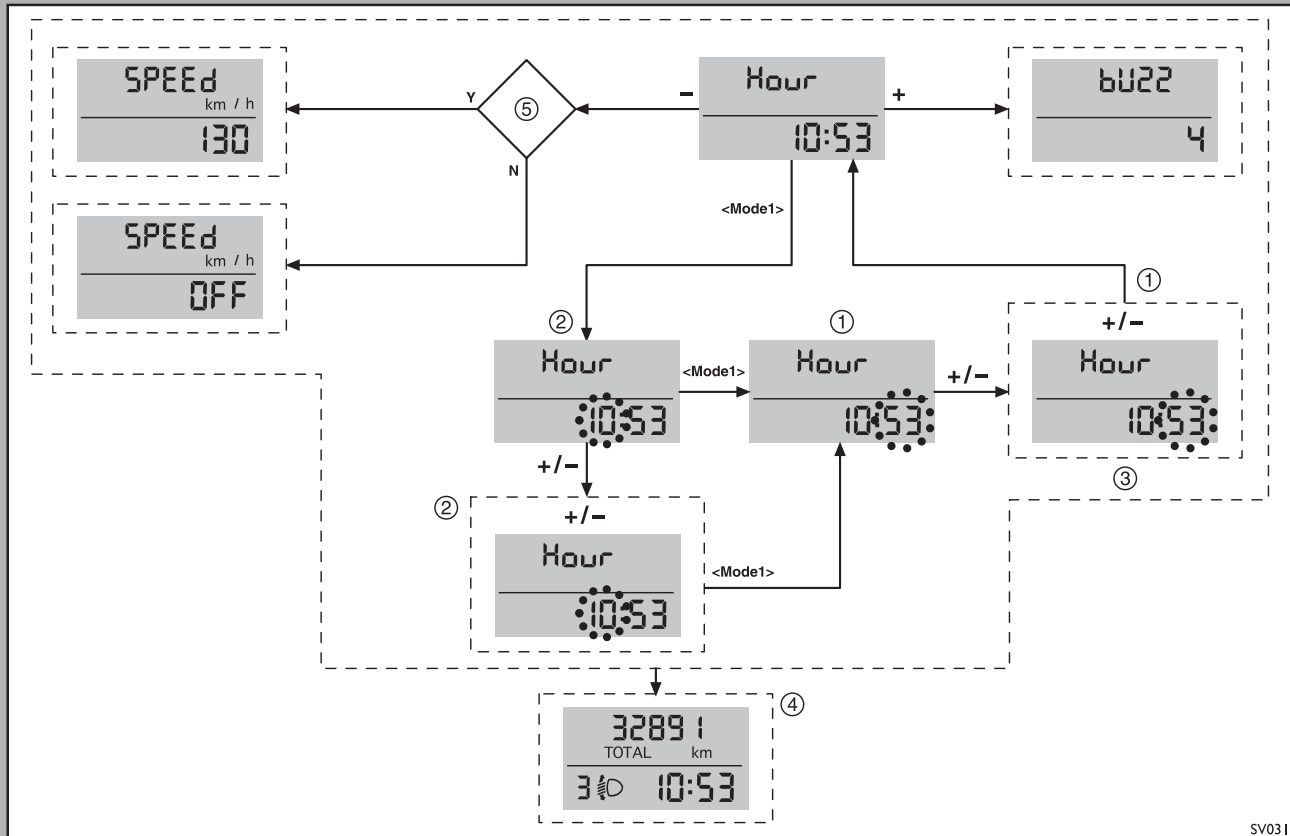 SPEEd
km / h
130
Y
⑤
−
Hour
10:53
+
bUZZ
4
N
<Mode1>
SPEEd
km / h
OFF
②
Hour
10:53
<Mode1>
①
Hour
10:53
+/−
①
+/−
Hour
10:53
③
+/−
②
+/−
Hour
10:53
<Mode1>
④
32891
TOTAL km
3 10:53
SV031